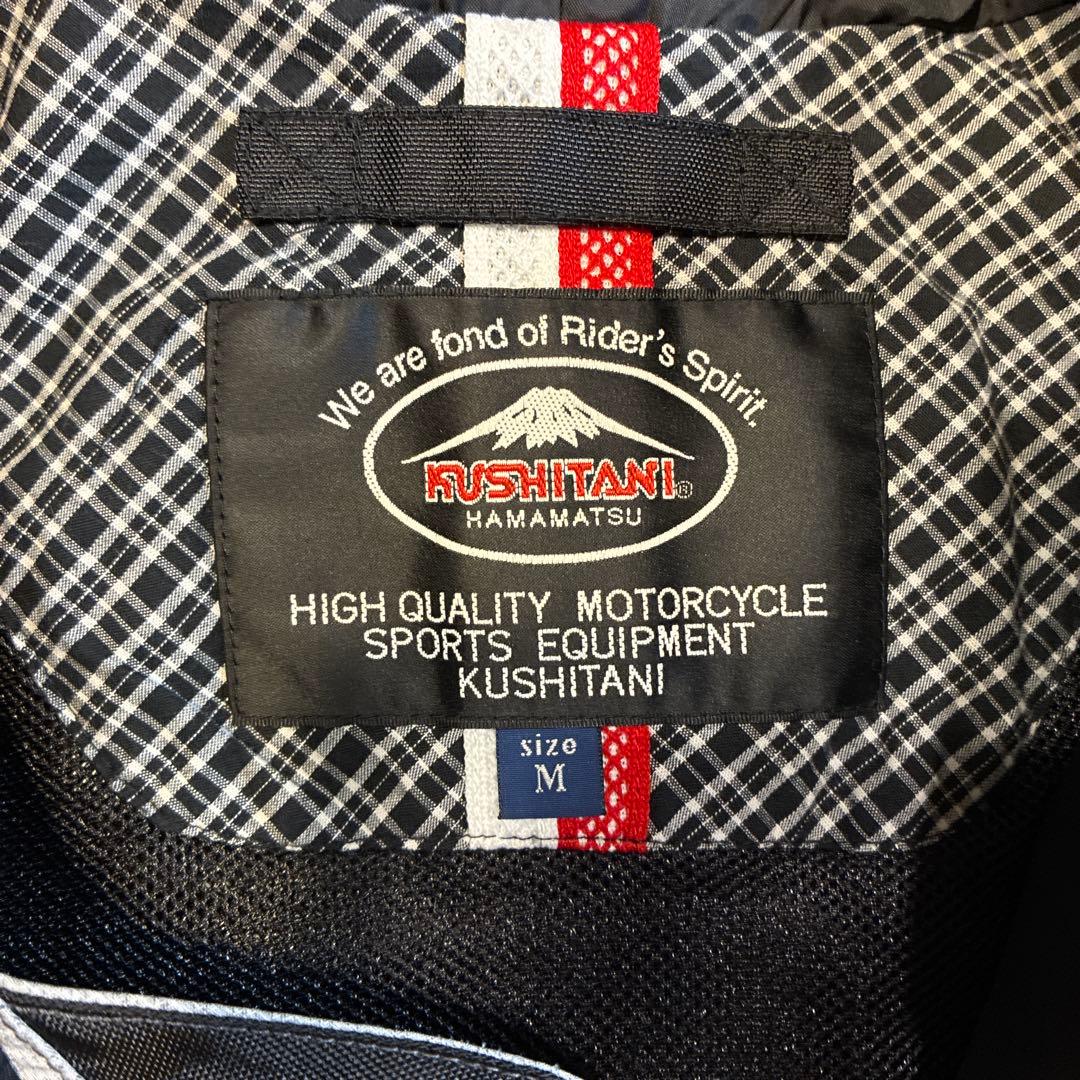 We are fond of Rider's Spirit.
KUSHITANI®
HAMAMATSU
HIGH QUALITY MOTORCYCLE
SPORTS EQUIPMENT
KUSHITANI
size
M